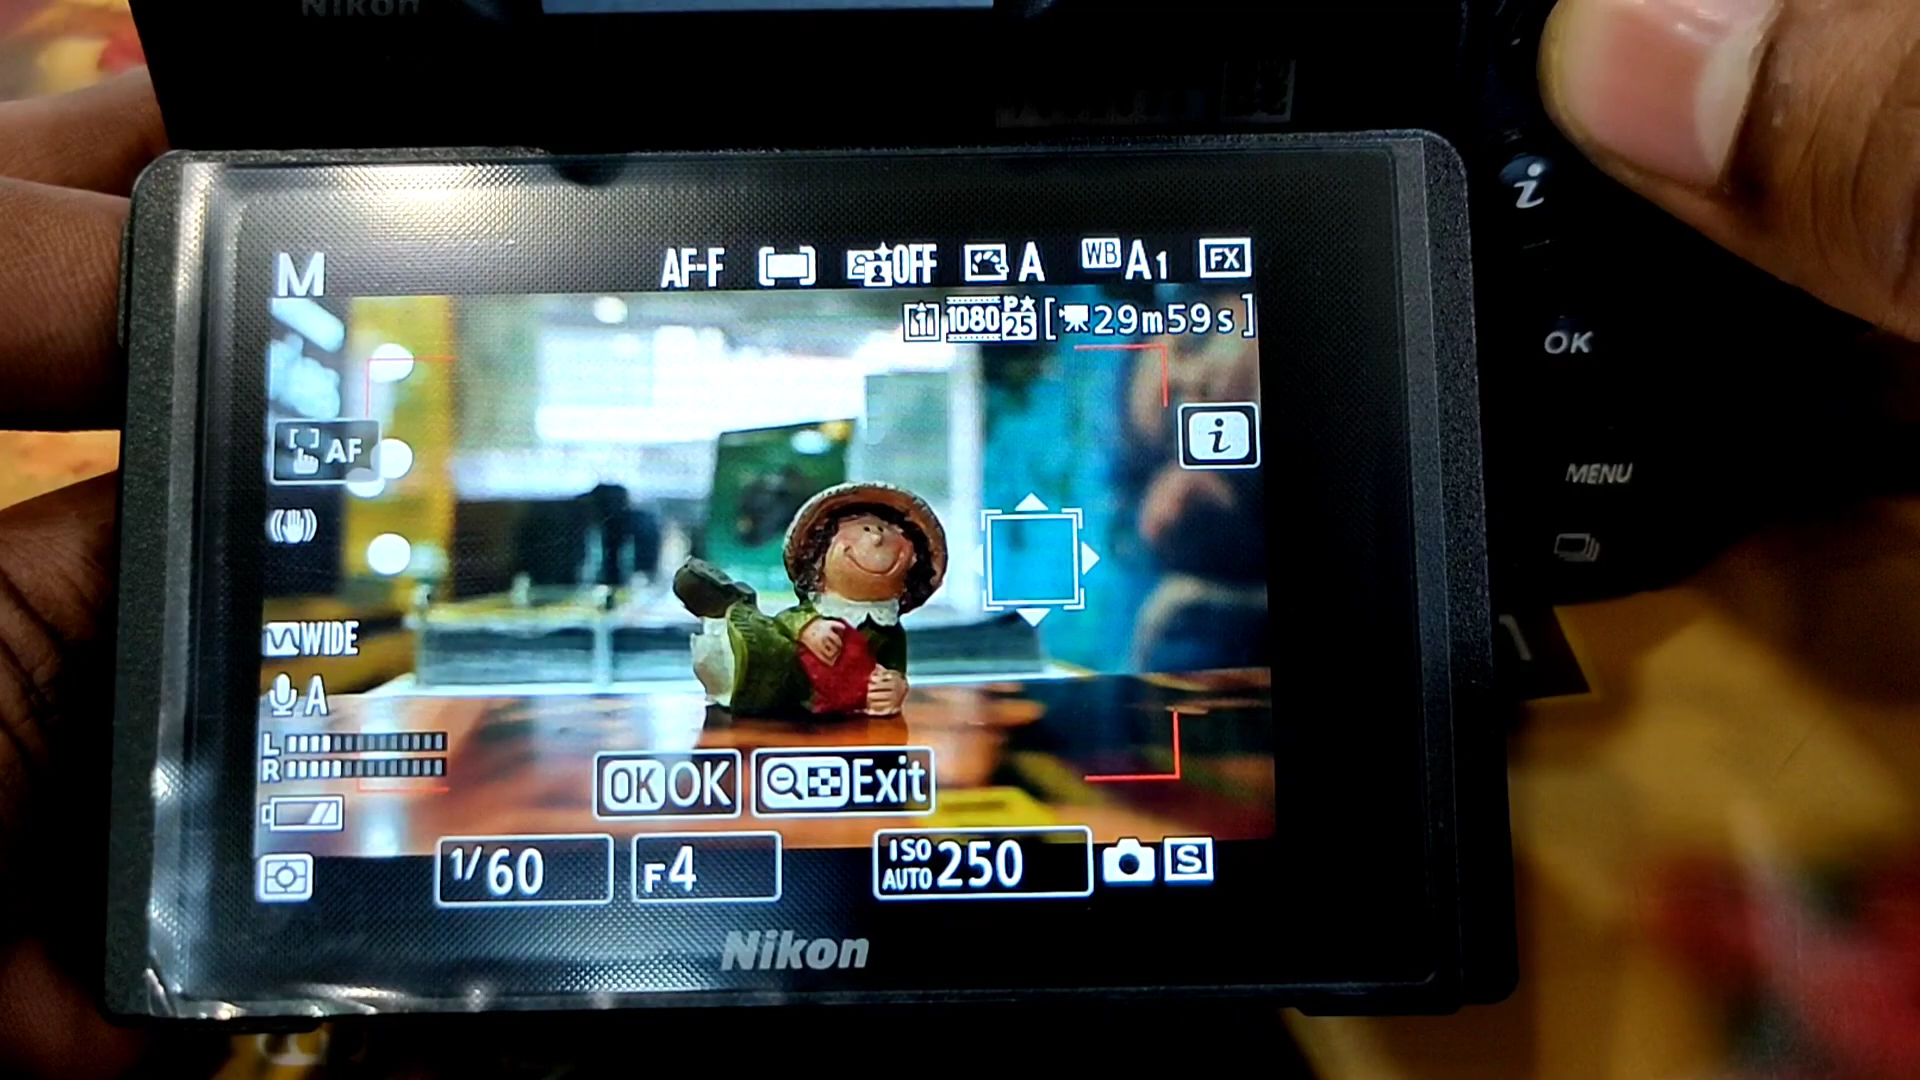 Nikon
M AF-F OFF A WB A1 FX
1080 P★ 25 [29m59s]
AF i
WIDE
A
L
R
OK OK Exit
1/60 F4 ISO AUTO 250 S
Nikon
i
OK
MENU